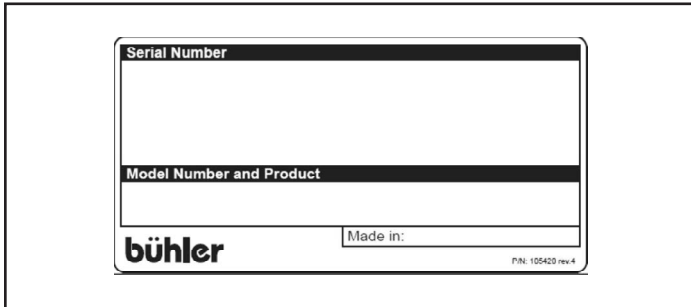 Serial Number
Model Number and Product
Made in:
bühler
P/N: 105420 rev.4